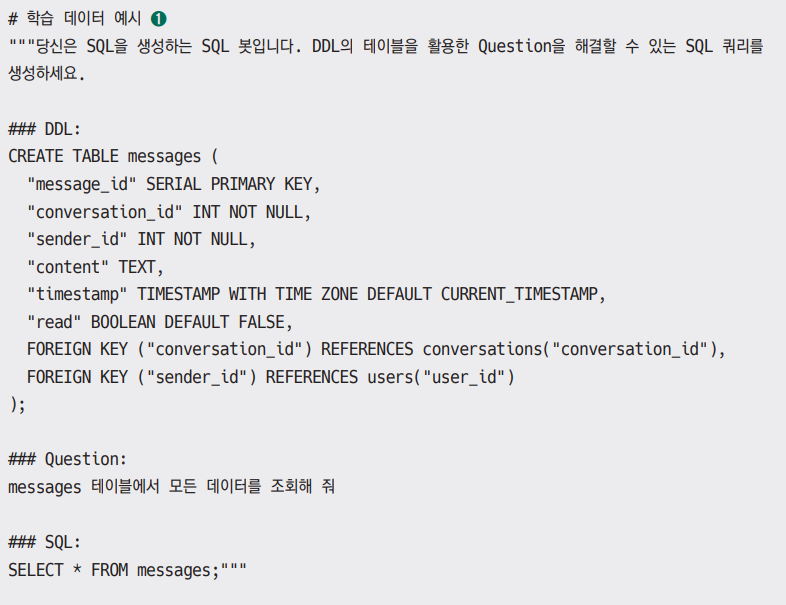 # 학습 데이터 예시 ❶
"""당신은 SQL을 생성하는 SQL 봇입니다. DDL의 테이블을 활용한 Question을 해결할 수 있는 SQL 쿼리를
생성하세요.
### DDL:
CREATE TABLE messages (
  "message_id" SERIAL PRIMARY KEY,
  "conversation_id" INT NOT NULL,
  "sender_id" INT NOT NULL,
  "content" TEXT,
  "timestamp" TIMESTAMP WITH TIME ZONE DEFAULT CURRENT_TIMESTAMP,
  "read" BOOLEAN DEFAULT FALSE,
  FOREIGN KEY ("conversation_id") REFERENCES conversations("conversation_id"),
  FOREIGN KEY ("sender_id") REFERENCES users("user_id")
);
### Question:
messages 테이블에서 모든 데이터를 조회해 줘
### SQL:
SELECT * FROM messages;"""